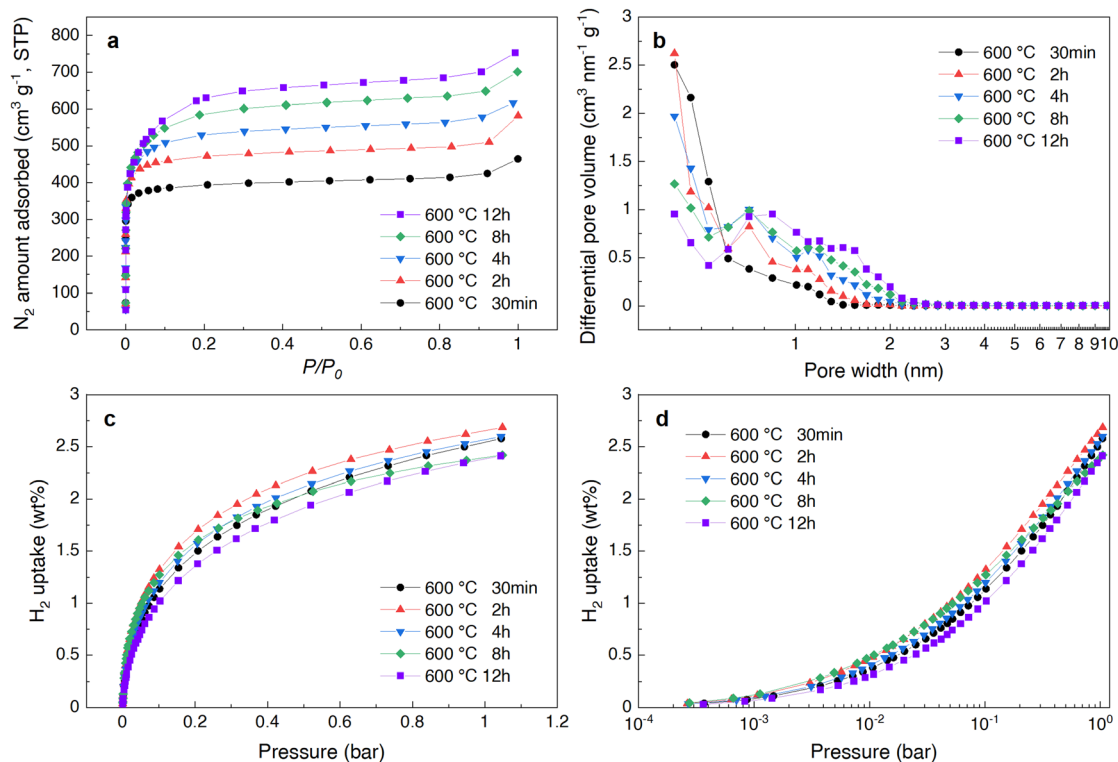 a
N₂ amount adsorbed (cm³ g⁻¹, STP)
800
700
600
500
400
300
200
100
0
600 °C 12h
600 °C 8h
600 °C 4h
600 °C 2h
600 °C 30min
0 0.2 0.4 0.6 0.8 1
P/P₀
b
Differential pore volume (cm³ nm⁻¹ g⁻¹)
3
2.5
2
1.5
1
0.5
0
600 °C 30min
600 °C 2h
600 °C 4h
600 °C 8h
600 °C 12h
1 2 3 4 5 6 7 8 9 10
Pore width (nm)
c
H₂ uptake (wt%)
3
2.5
2
1.5
1
0.5
0
600 °C 30min
600 °C 2h
600 °C 4h
600 °C 8h
600 °C 12h
0 0.2 0.4 0.6 0.8 1 1.2
Pressure (bar)
d
H₂ uptake (wt%)
3
2.5
2
1.5
1
0.5
0
600 °C 30min
600 °C 2h
600 °C 4h
600 °C 8h
600 °C 12h
10⁻⁴ 10⁻³ 10⁻² 10⁻¹ 10⁰
Pressure (bar)